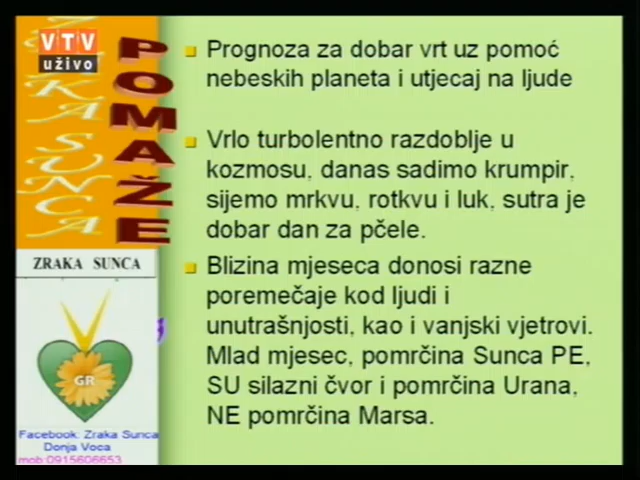 VTV
uživo
ZRAKA SUNCA
POMAŽE
Prognoza za dobar vrt uz pomoć
nebeskih planeta i utjecaj na ljude
Vrlo turbolentno razdoblje u
kozmosu, danas sadimo krumpir,
sijemo mrkvu, rotkvu i luk, sutra je
dobar dan za pčele.
Blizina mjeseca donosi razne
poremečaje kod ljudi i
unutrašnjosti, kao i vanjski vjetrovi.
Mlad mjesec, pomrčina Sunca PE,
SU silazni čvor i pomrčina Urana,
NE pomrčina Marsa.
ZRAKA SUNCA
GR
Facebook: Zraka Sunca
Donja Voca
mob:0915606653